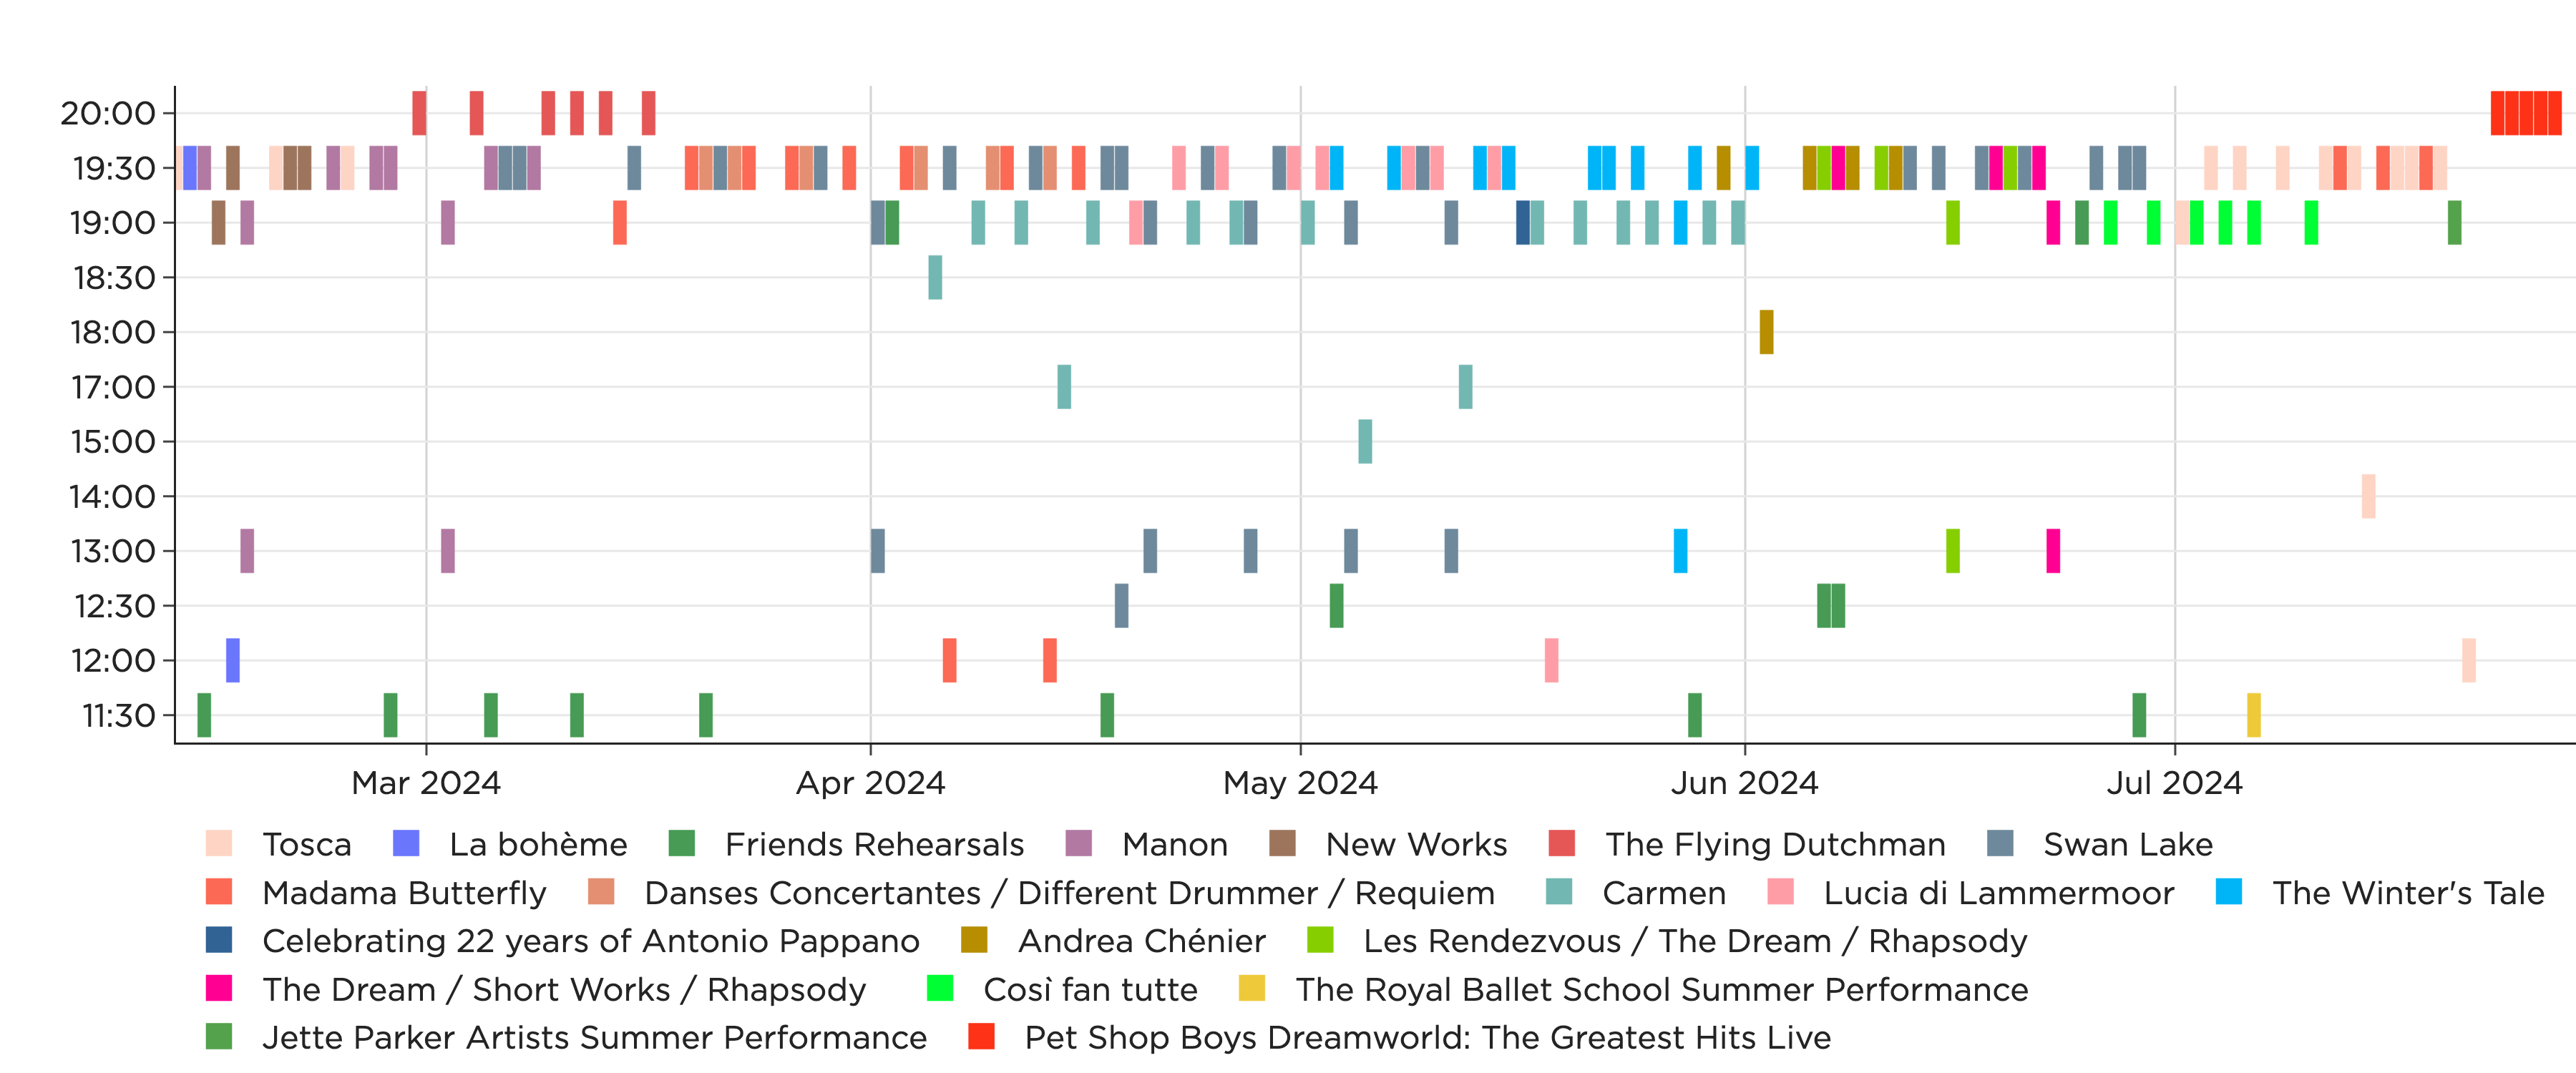 20:00
19:30
19:00
18:30
18:00
17:00
15:00
14:00
13:00
12:30
12:00
11:30
Mar 2024 Apr 2024 May 2024 Jun 2024 Jul 2024
Tosca La bohème Friends Rehearsals Manon New Works The Flying Dutchman Swan Lake
Madama Butterfly Danses Concertantes / Different Drummer / Requiem Carmen Lucia di Lammermoor The Winter's Tale
Celebrating 22 years of Antonio Pappano Andrea Chénier Les Rendezvous / The Dream / Rhapsody
The Dream / Short Works / Rhapsody Così fan tutte The Royal Ballet School Summer Performance
Jette Parker Artists Summer Performance Pet Shop Boys Dreamworld: The Greatest Hits Live